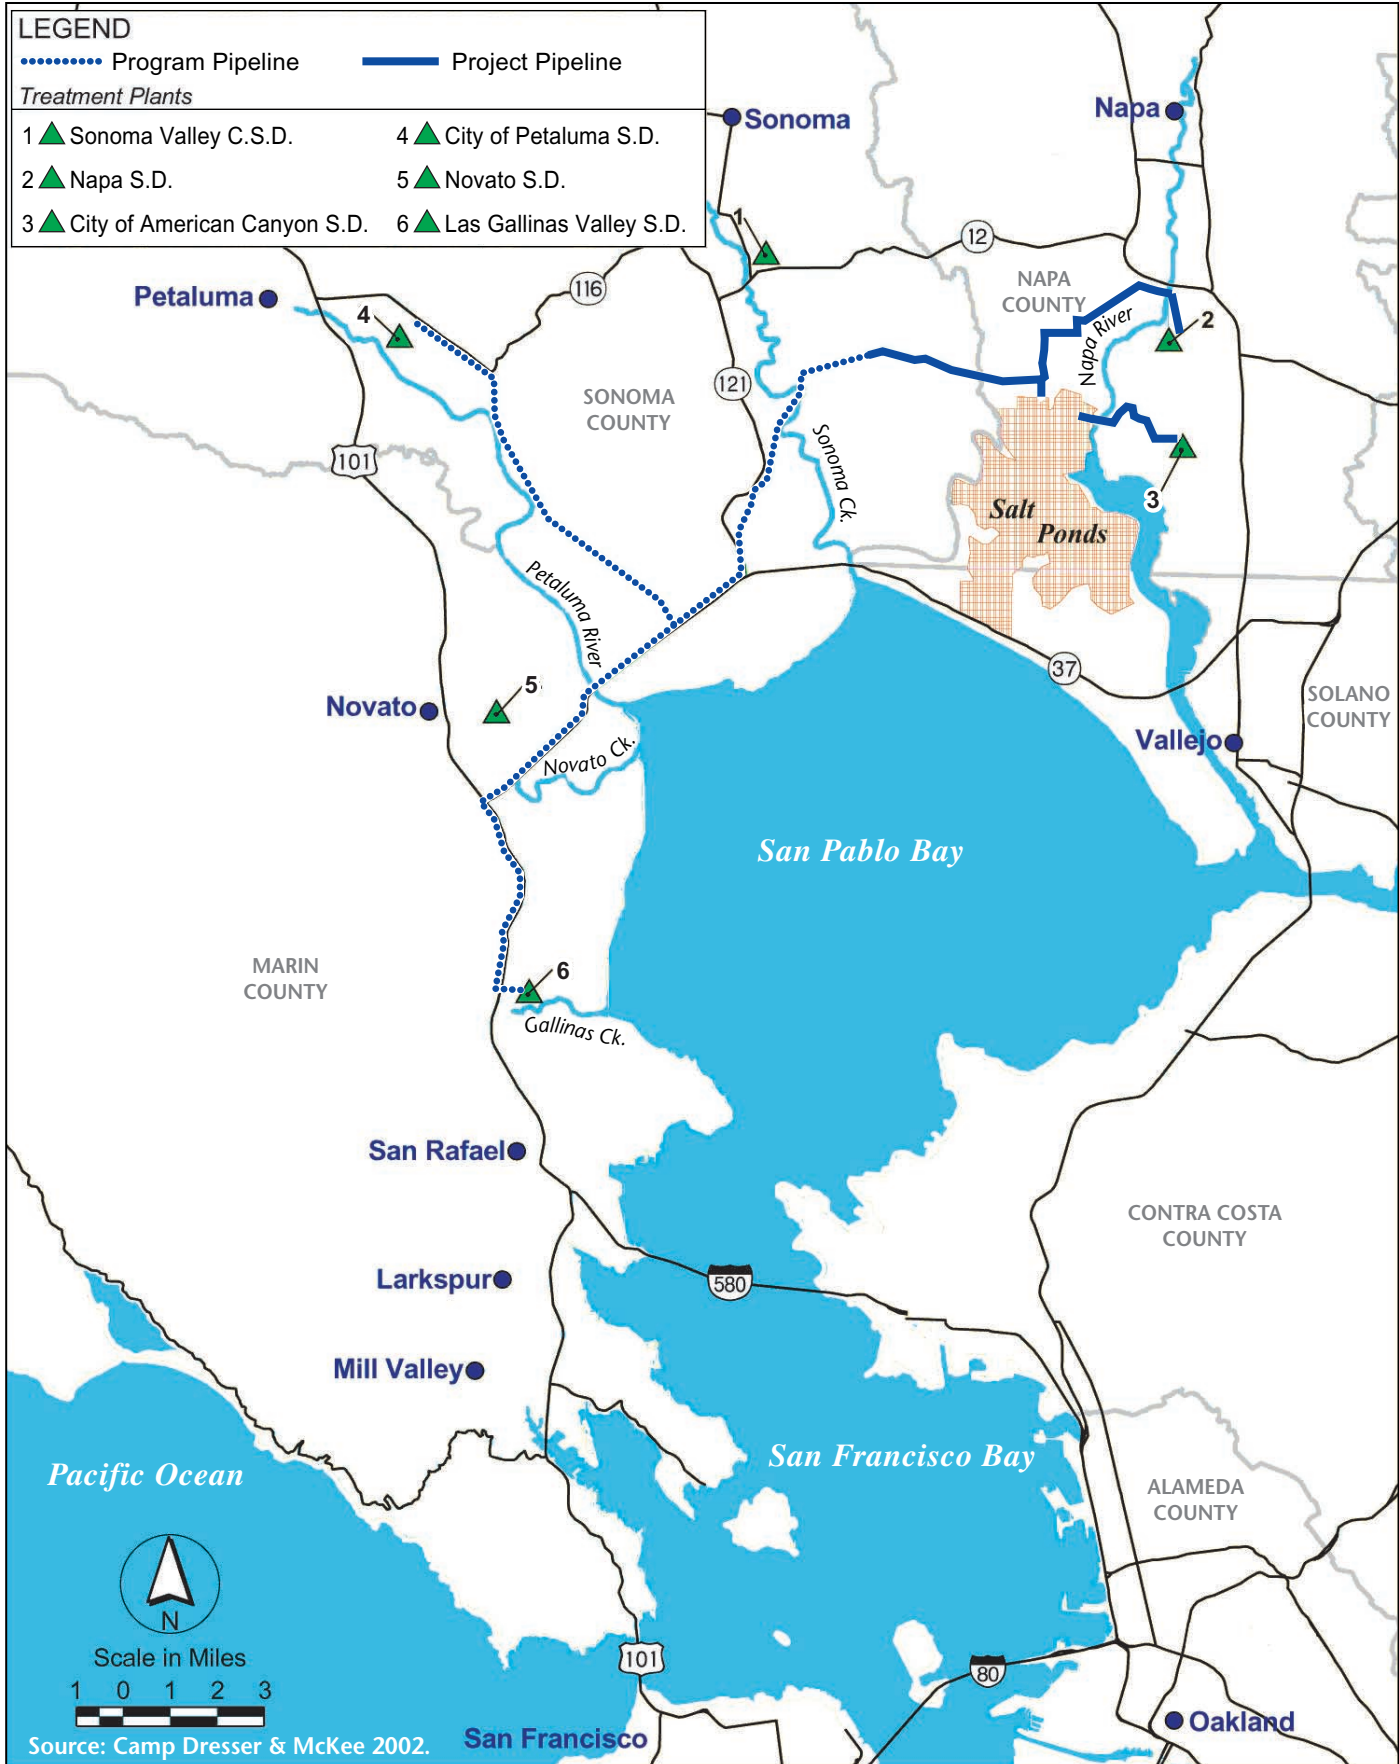 LEGEND
Program Pipeline
Project Pipeline
Treatment Plants
1 Sonoma Valley C.S.D.
4 City of Petaluma S.D.
2 Napa S.D.
5 Novato S.D.
3 City of American Canyon S.D.
6 Las Gallinas Valley S.D.
Sonoma
Napa
1
12
116
NAPA
COUNTY
Petaluma
4
2
Napa River
121
SONOMA
COUNTY
101
Sonoma Ck.
3
Salt
Ponds
Petaluma River
37
5
Novato
SOLANO
COUNTY
Vallejo
Novato Ck.
San Pablo Bay
MARIN
COUNTY
6
Gallinas Ck.
San Rafael
CONTRA COSTA
COUNTY
Larkspur
580
Mill Valley
San Francisco Bay
Pacific Ocean
ALAMEDA
COUNTY
N
Scale in Miles
1 0 1 2 3
101
80
Oakland
San Francisco
Source: Camp Dresser & McKee 2002.